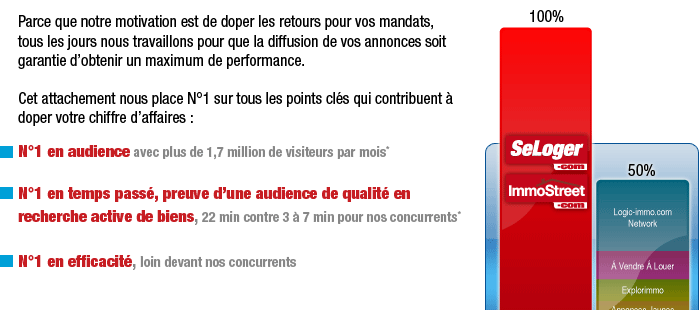 Parce que notre motivation est de doper les retours pour vos mandats,
tous les jours nous travaillons pour que la diffusion de vos annonces soit
garantie d'obtenir un maximum de performance.
Cet attachement nous place N°1 sur tous les points clés qui contribuent à
doper votre chiffre d'affaires :
N°1 en audience avec plus de 1,7 million de visiteurs par mois*
N°1 en temps passé, preuve d'une audience de qualité en
recherche active de biens, 22 min contre 3 à 7 min pour nos concurrents*
N°1 en efficacité, loin devant nos concurrents
100%
SeLoger
.com
ImmoStreet
.com
50%
Logic-immo.com
Network
À Vendre À Louer
Explorimmo
Annonces Jaunes